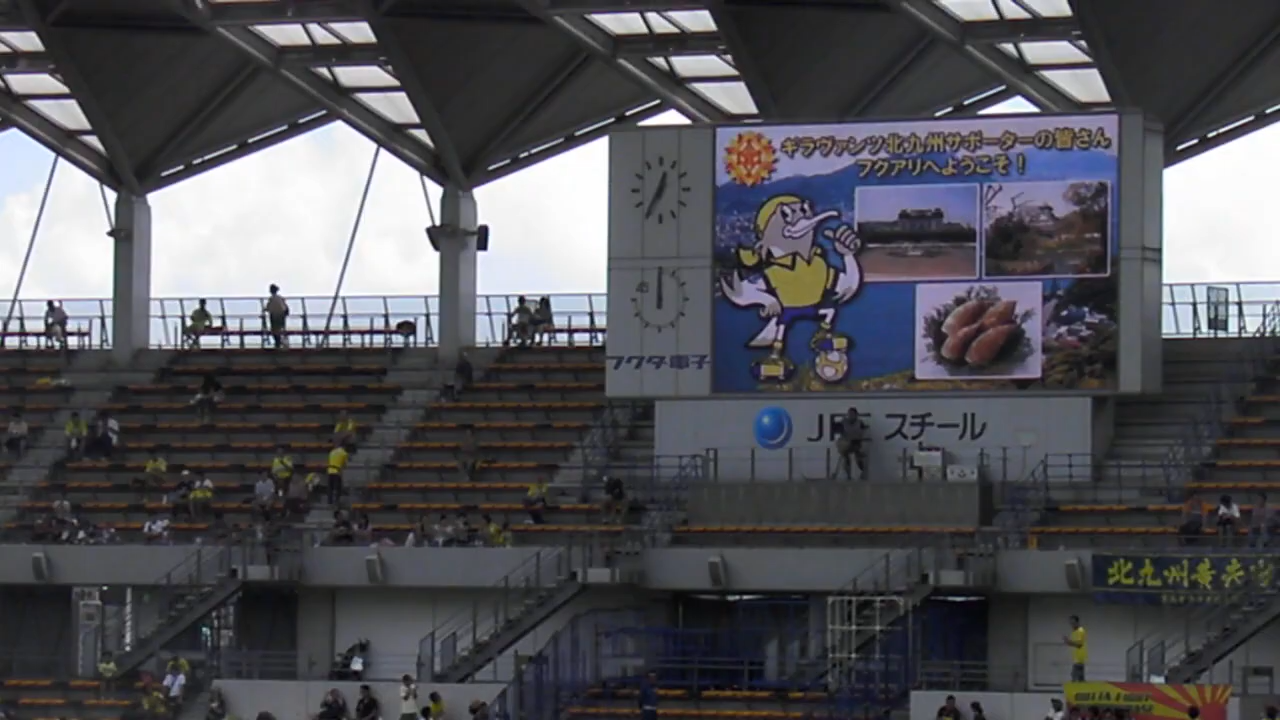 ギラヴァンツ北九州サポーターの皆さん
フクアリへようこそ！
45
フクダ電子
JFE スチール
北九州